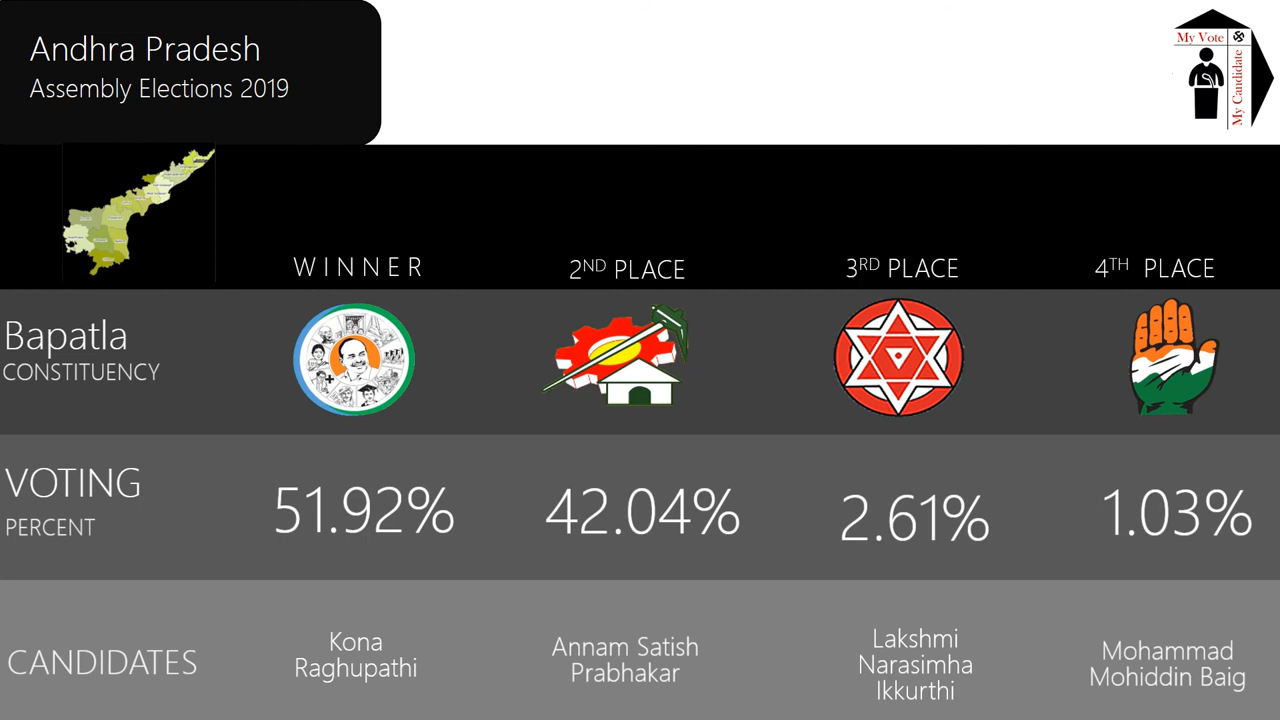 Andhra Pradesh
Assembly Elections 2019
My Vote
My Candidate
WINNER
2ND PLACE
3RD PLACE
4TH PLACE
Bapatla
CONSTITUENCY
VOTING
PERCENT
51.92%
42.04%
2.61%
1.03%
CANDIDATES
Kona
Raghupathi
Annam Satish
Prabhakar
Lakshmi
Narasimha
Ikkurthi
Mohammad
Mohiddin Baig